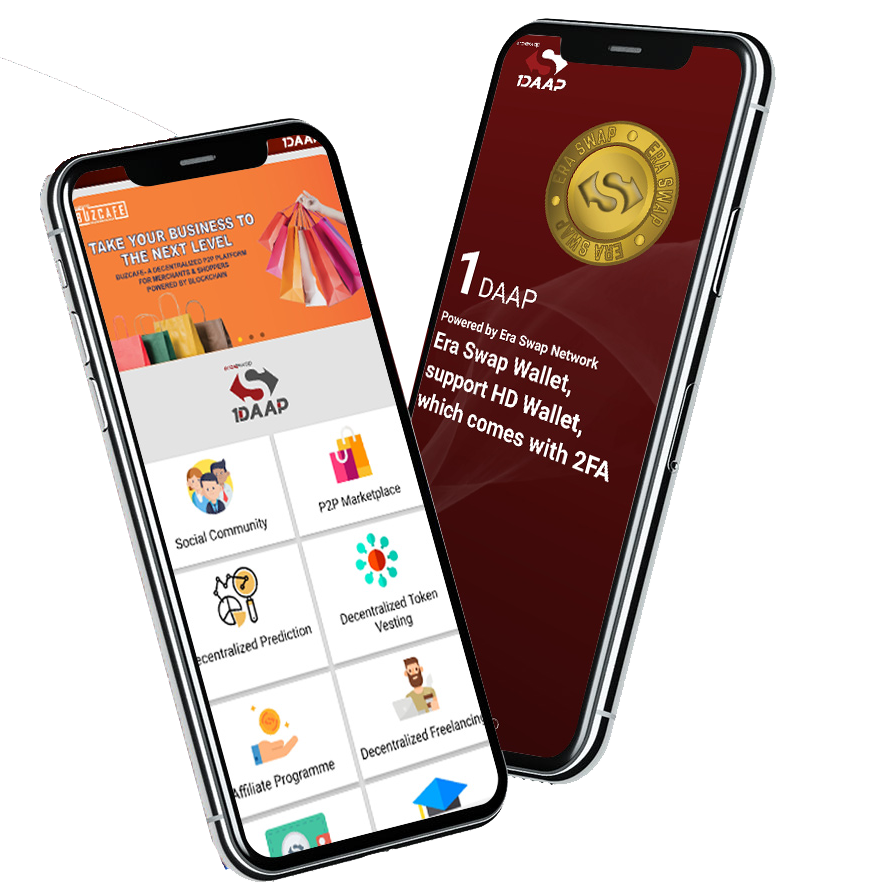 1DAAP
BUZCAFE
TAKE YOUR BUSINESS TO
THE NEXT LEVEL
BUZCAFE- A DECENTRALIZED P2P PLATFORM
FOR MERCHANTS & SHOPPERS
POWERED BY BLOCKCHAIN
1DAAP
Social Community
P2P Marketplace
ecentralized Prediction
Decentralized Token
Vesting
Affiliate Programme
Decentralized Freelancing
1DAAP
ERA SWAP
ERA SWAP
ERA SWAP
1 DAAP
Powered by Era Swap Network
Era Swap Wallet,
support HD Wallet,
which comes with 2FA